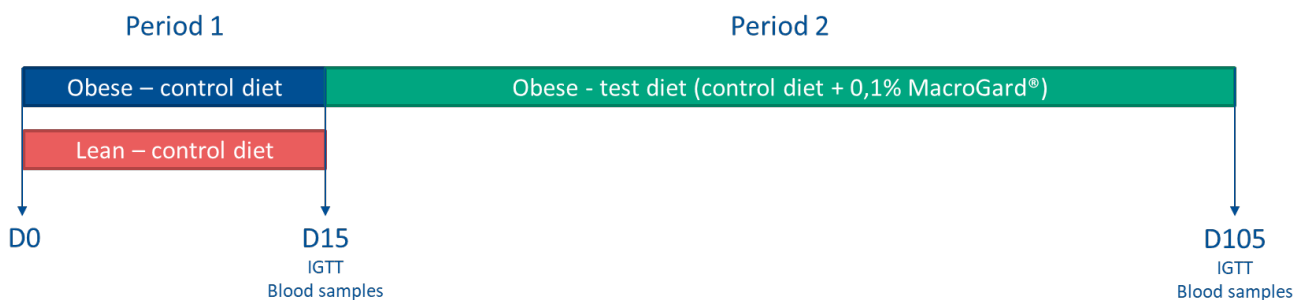 Period 1
Period 2
Obese – control diet
Obese - test diet (control diet + 0,1% MacroGard®)
Lean – control diet
D0
D15
D105
IGTT
IGTT
Blood samples
Blood samples